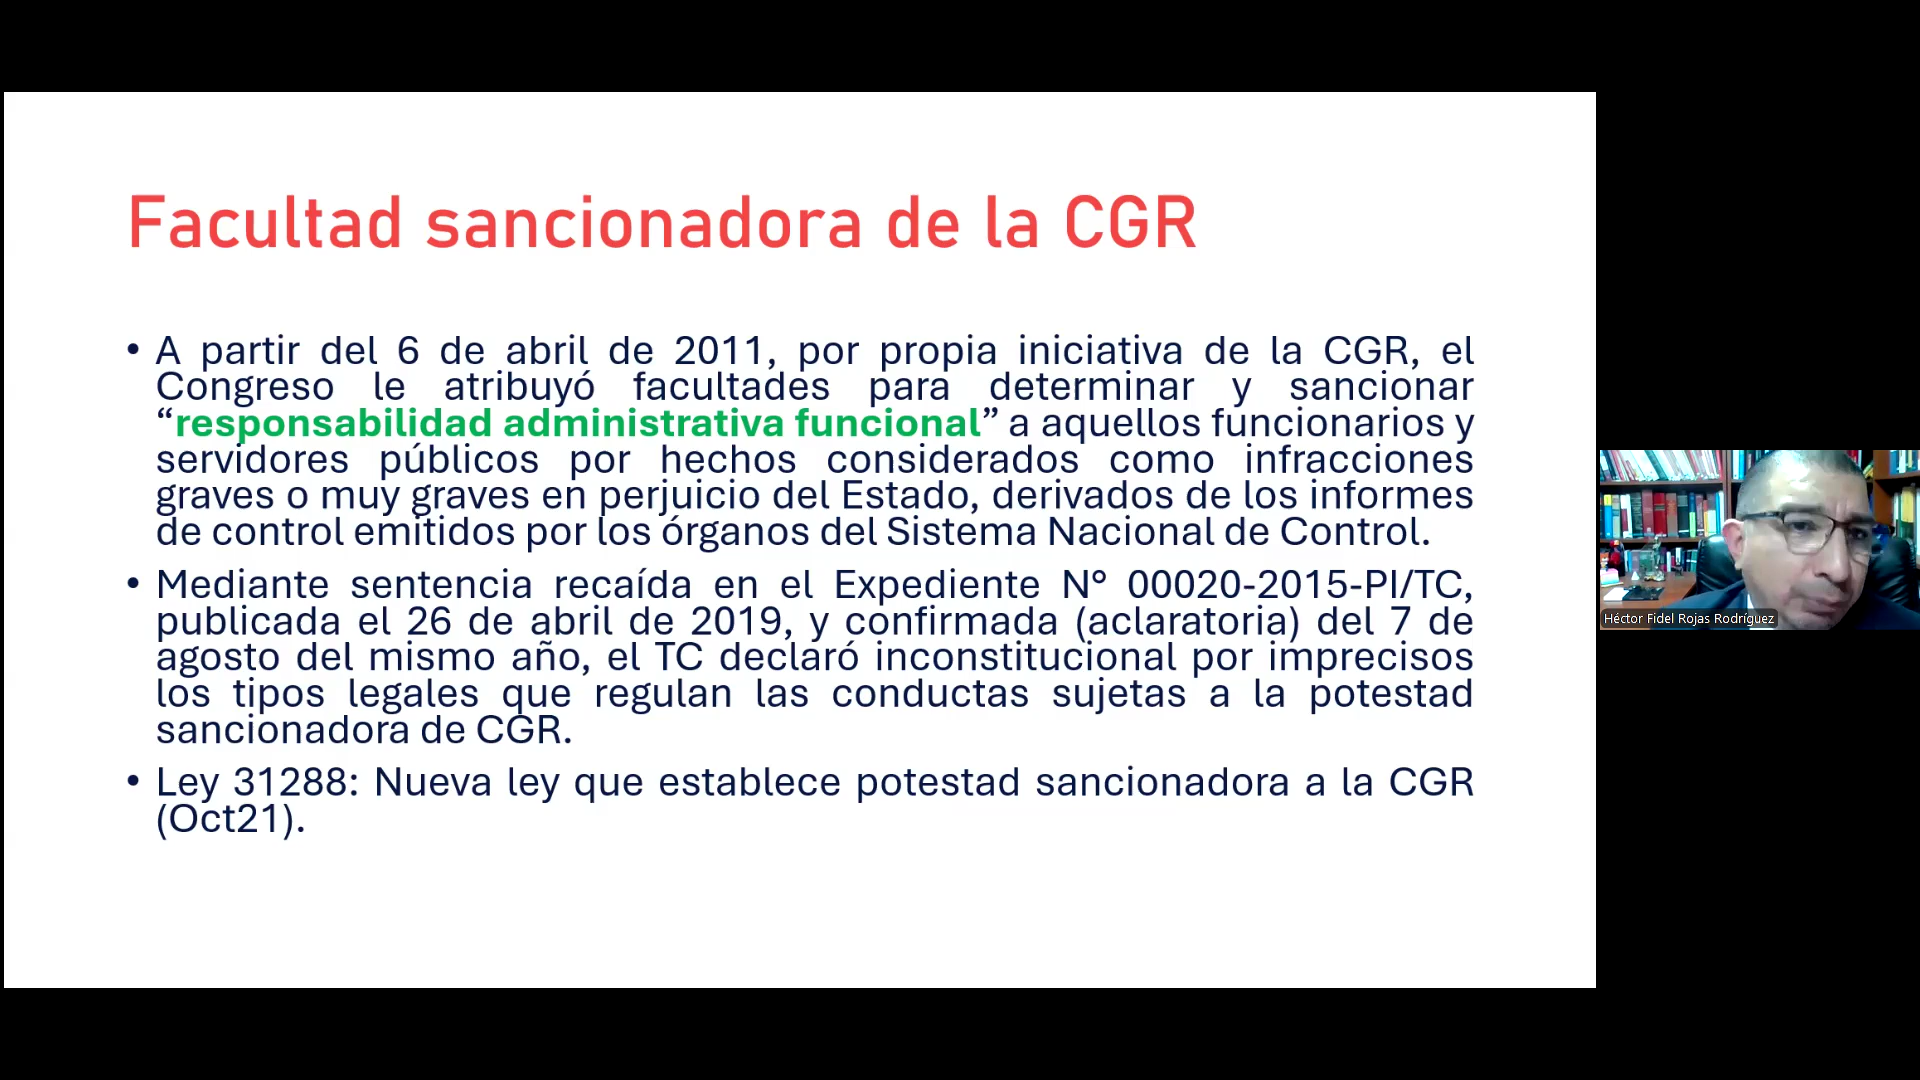 Facultad sancionadora de la CGR
• A partir del 6 de abril de 2011, por propia iniciativa de la CGR, el
Congreso le atribuyó facultades para determinar y sancionar
“responsabilidad administrativa funcional” a aquellos funcionarios y
servidores públicos por hechos considerados como infracciones
graves o muy graves en perjuicio del Estado, derivados de los informes
de control emitidos por los órganos del Sistema Nacional de Control.
• Mediante sentencia recaída en el Expediente N° 00020-2015-PI/TC,
publicada el 26 de abril de 2019, y confirmada (aclaratoria) del 7 de
agosto del mismo año, el TC declaró inconstitucional por imprecisos
los tipos legales que regulan las conductas sujetas a la potestad
sancionadora de CGR.
• Ley 31288: Nueva ley que establece potestad sancionadora a la CGR
(Oct21).
Héctor Fidel Rojas Rodríguez